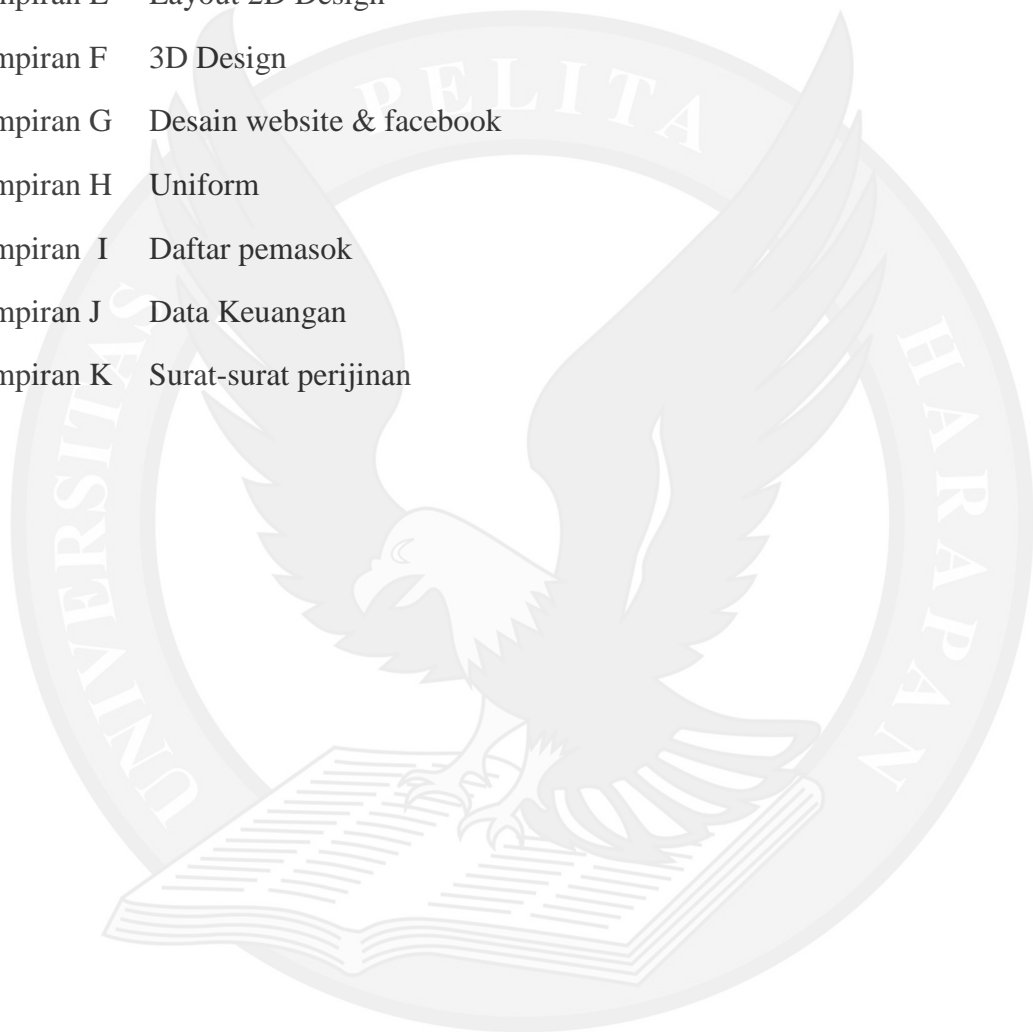 mpiran E Layout 2D Design
mpiran F 3D Design
mpiran G Desain website & facebook
mpiran H Uniform
mpiran I Daftar pemasok
mpiran J Data Keuangan
mpiran K Surat-surat perijinan
UNIVERSITAS PELITA HARAPAN